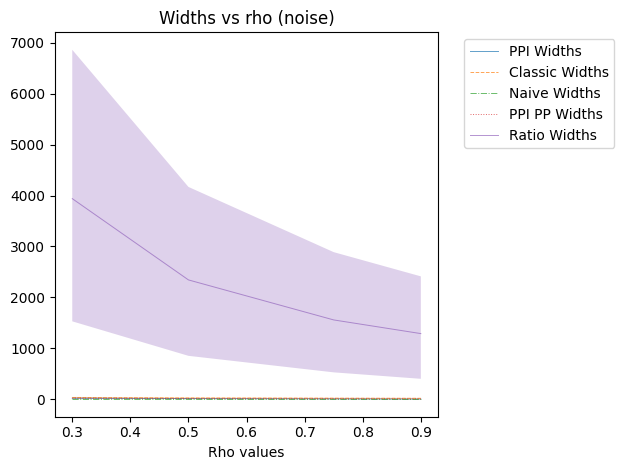 Widths vs rho (noise)
7000
6000
5000
4000
3000
2000
1000
0
0.3 0.4 0.5 0.6 0.7 0.8 0.9
Rho values
PPI Widths
Classic Widths
Naive Widths
PPI PP Widths
Ratio Widths